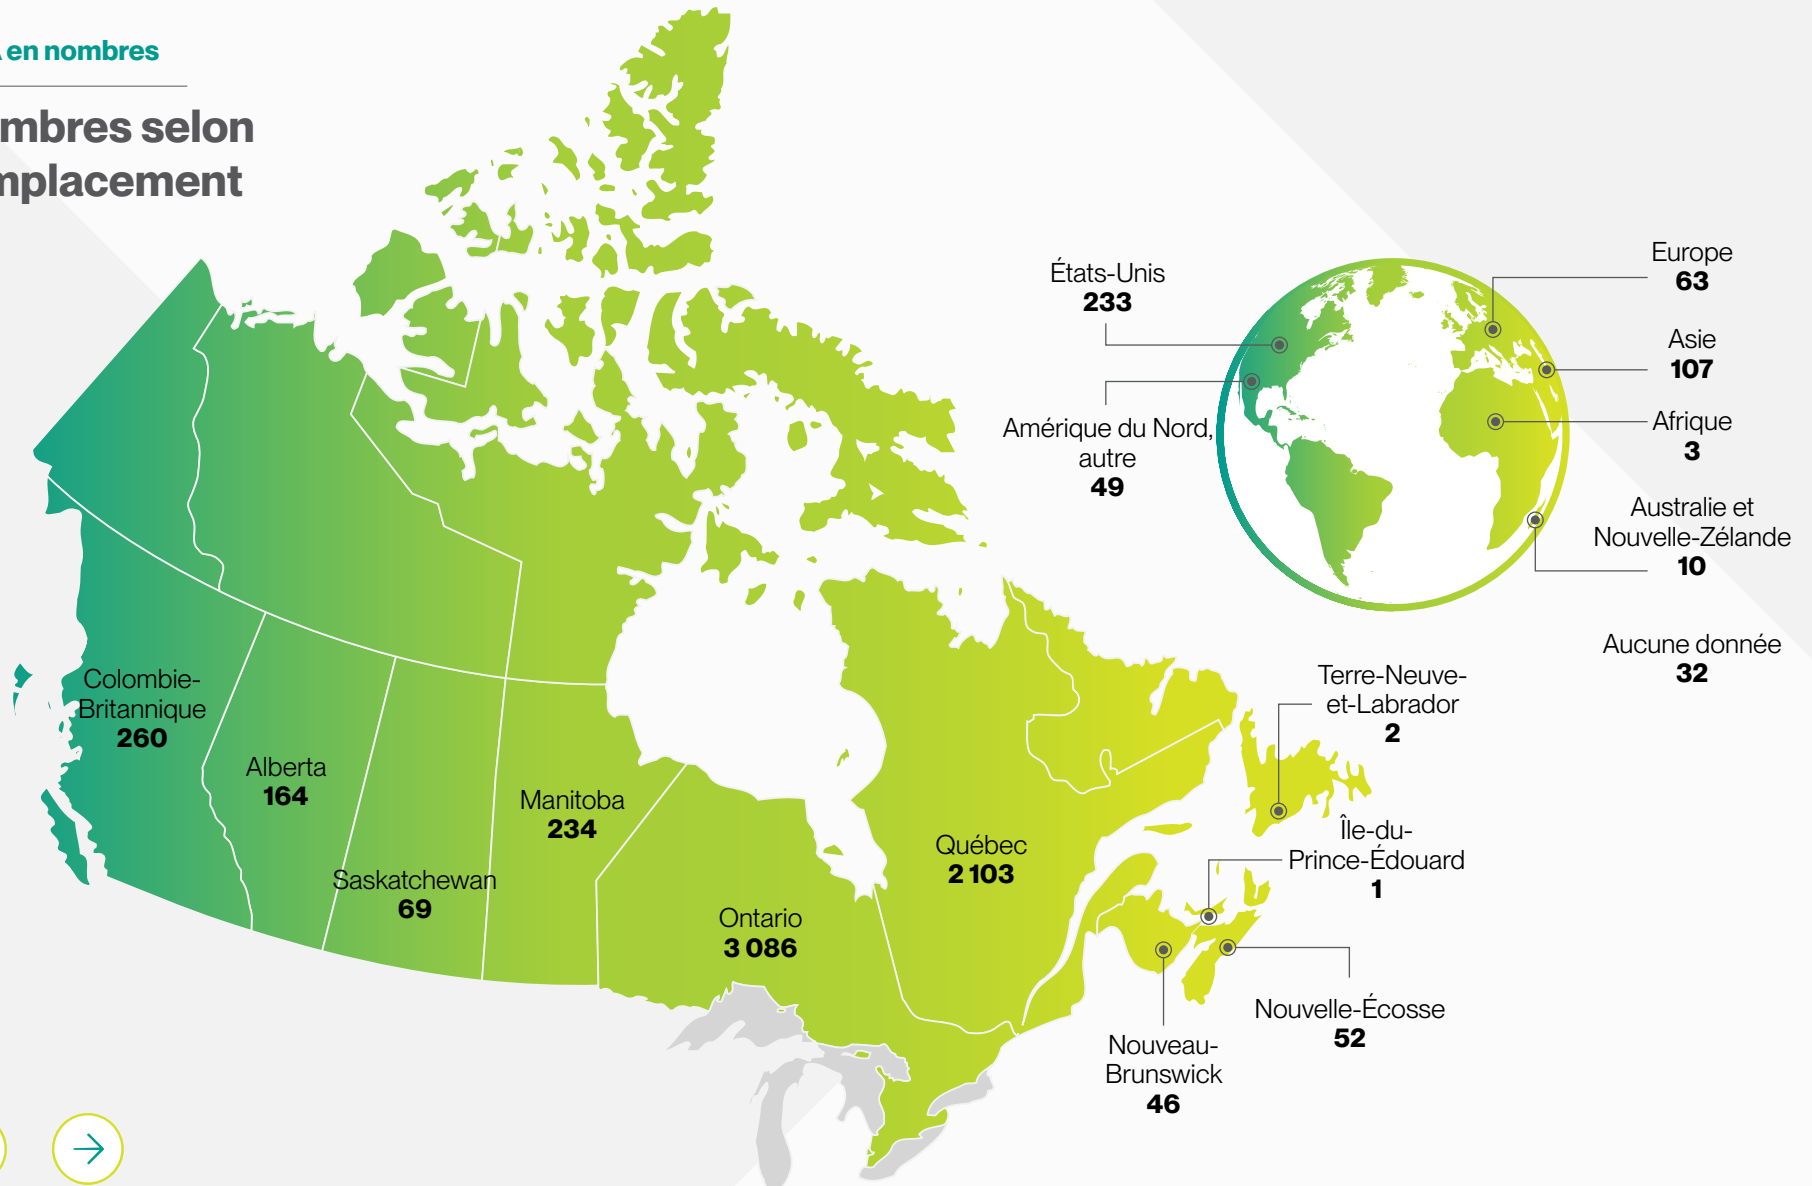 en nombres
selon
États-Unis
233
Amérique du Nord,
autre
49
Europe
63
Asie
107
Afrique
3
Australie et
Nouvelle-Zélande
10
Aucune donnée
32
Colombie-
Britannique
260
Alberta
164
Saskatchewan
69
Manitoba
234
Ontario
3 086
Québec
2 103
Terre-Neuve-
et-Labrador
2
Île-du-
Prince-Édouard
1
Nouvelle-Écosse
52
Nouveau-
Brunswick
46